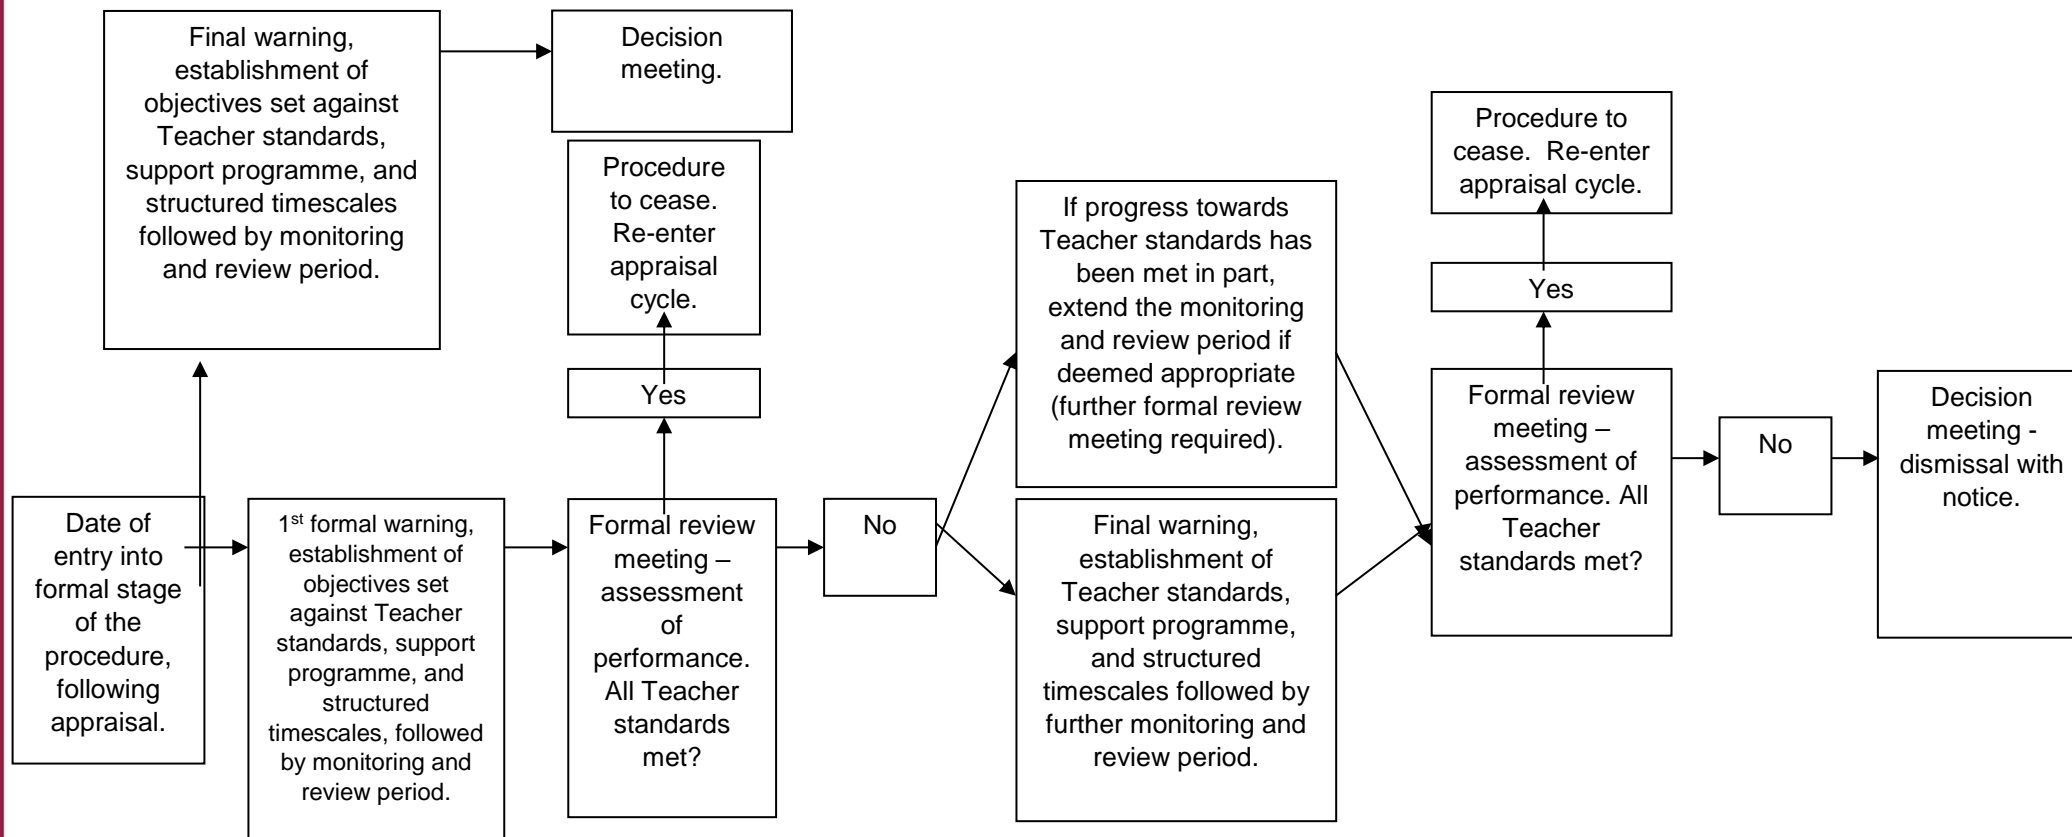 Final warning,
establishment of
objectives set against
Teacher standards,
support programme, and
structured timescales
followed by monitoring
and review period.
Decision
meeting.
Procedure
to cease.
Re-enter
appraisal
cycle.
Yes
Date of
entry into
formal stage
of the
procedure,
following
appraisal.
1st formal warning,
establishment of
objectives set
against Teacher
standards, support
programme, and
structured
timescales, followed
by monitoring and
review period.
Formal review
meeting –
assessment
of
performance.
All Teacher
standards
met?
No
If progress towards
Teacher standards has
been met in part,
extend the monitoring
and review period if
deemed appropriate
(further formal review
meeting required).
Final warning,
establishment of
Teacher standards,
support programme,
and structured
timescales followed by
further monitoring and
review period.
Procedure to
cease.  Re-enter
appraisal cycle.
Yes
Formal review
meeting –
assessment of
performance. All
Teacher
standards met?
No
Decision
meeting -
dismissal with
notice.